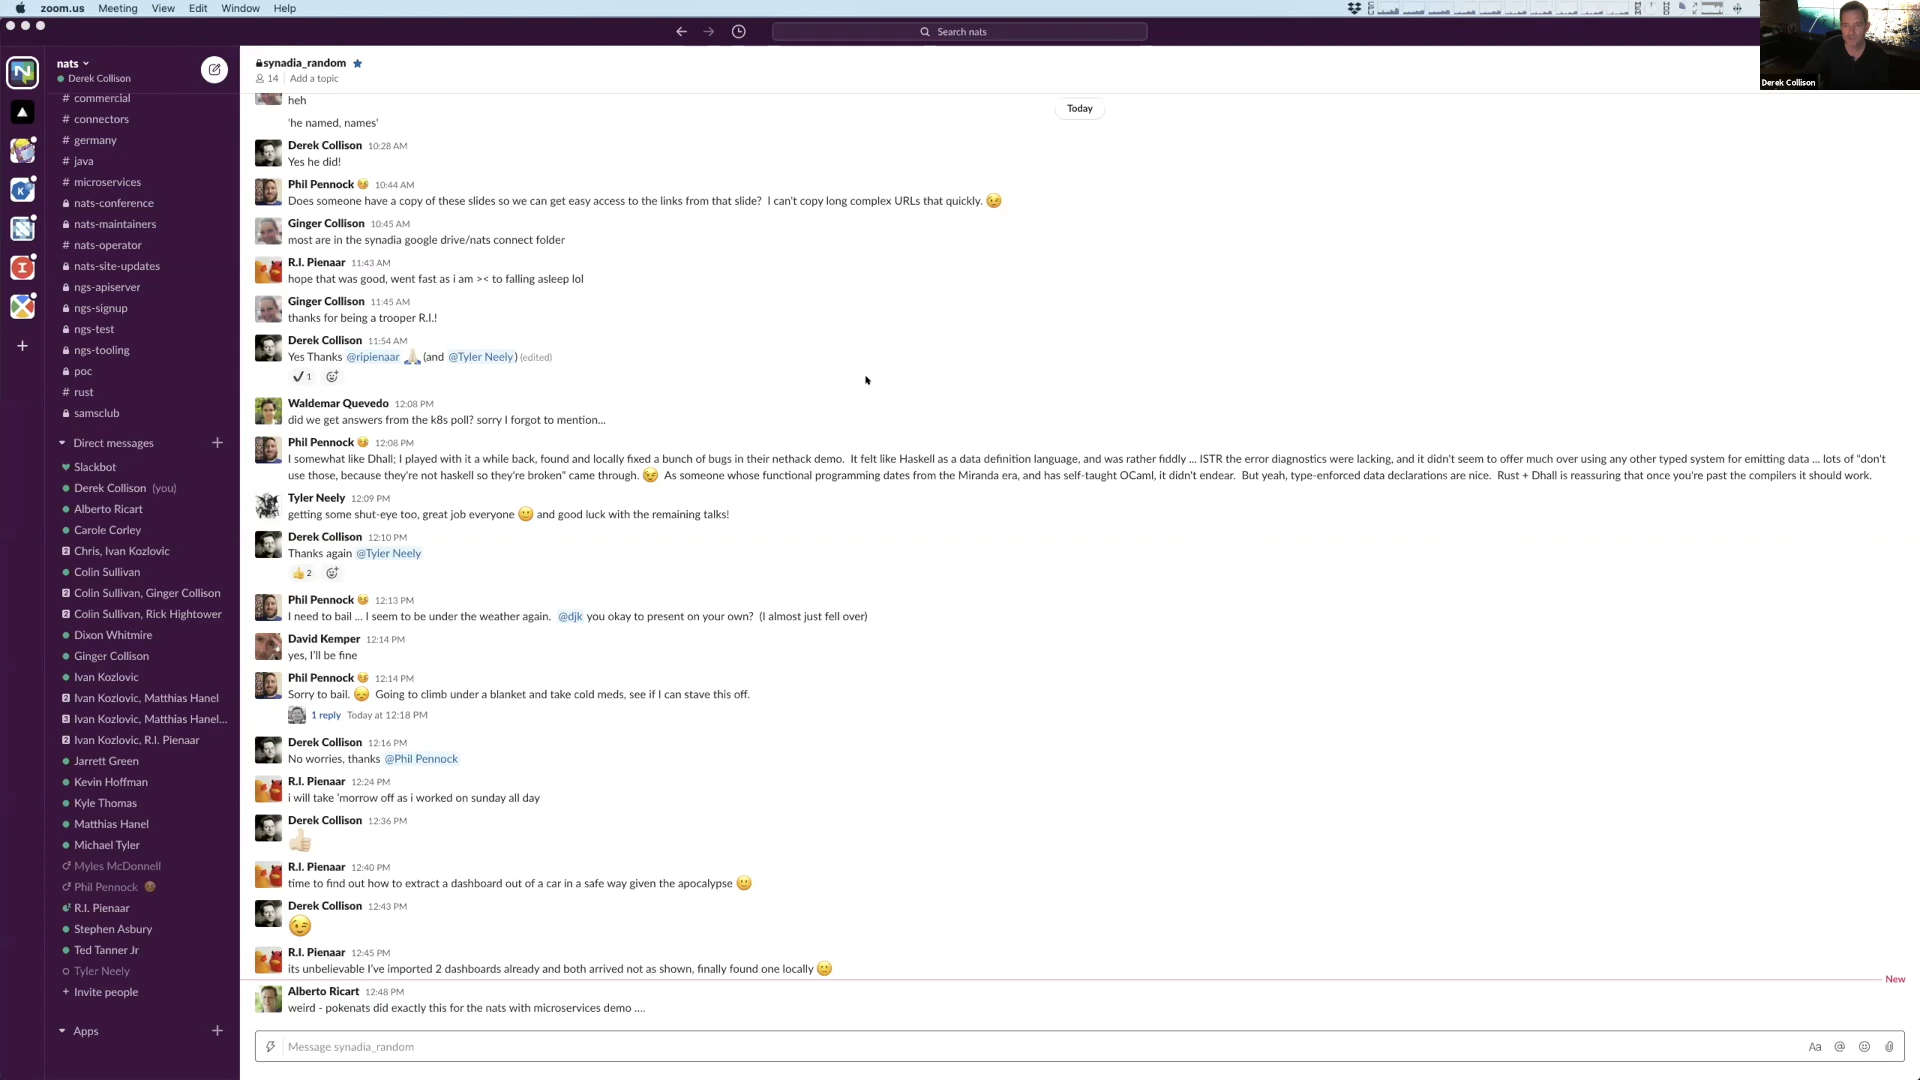 zoom.us Meeting View Edit Window Help
Search nats
Derek Collison
nats
Derek Collison
# commercial
# connectors
# germany
# java
# microservices
nats-conference
nats-maintainers
# nats-operator
nats-site-updates
ngs-apiserver
ngs-signup
ngs-test
ngs-tooling
poc
# rust
samsclub
Direct messages
Slackbot
Derek Collison (you)
Alberto Ricart
Carole Corley
2 Chris, Ivan Kozlovic
Colin Sullivan
2 Colin Sullivan, Ginger Collison
2 Colin Sullivan, Rick Hightower
Dixon Whitmire
Ginger Collison
Ivan Kozlovic
2 Ivan Kozlovic, Matthias Hanel
3 Ivan Kozlovic, Matthias Hanel...
2 Ivan Kozlovic, R.I. Pienaar
Jarrett Green
Kevin Hoffman
Kyle Thomas
Matthias Hanel
Michael Tyler
Myles McDonnell
Phil Pennock
R.I. Pienaar
Stephen Asbury
Ted Tanner Jr
Tyler Neely
+ Invite people
Apps
synadia_random
14 | Add a topic
Today
heh
'he named, names'
Derek Collison 10:28 AM
Yes he did!
Phil Pennock 10:44 AM
Does someone have a copy of these slides so we can get easy access to the links from that slide? I can't copy long complex URLs that quickly. 😉
Ginger Collison 10:45 AM
most are in the synadia google drive/nats connect folder
R.I. Pienaar 11:43 AM
hope that was good, went fast as i am >< to falling asleep lol
Ginger Collison 11:45 AM
thanks for being a trooper R.I.!
Derek Collison 11:54 AM
Yes Thanks @ripienaar 🙏 (and @Tyler Neely) (edited)
✔ 1
Waldemar Quevedo 12:08 PM
did we get answers from the k8s poll? sorry I forgot to mention...
Phil Pennock 12:08 PM
I somewhat like Dhall; I played with it a while back, found and locally fixed a bunch of bugs in their nethack demo. It felt like Haskell as a data definition language, and was rather fiddly ... ISTR the error diagnostics were lacking, and it didn't seem to offer much over using any other typed system for emitting data ... lots of "don't
use those, because they're not haskell so they're broken" came through. 😉 As someone whose functional programming dates from the Miranda era, and has self-taught OCaml, it didn't endear. But yeah, type-enforced data declarations are nice. Rust + Dhall is reassuring that once you're past the compilers it should work.
Tyler Neely 12:09 PM
getting some shut-eye too, great job everyone 🙂 and good luck with the remaining talks!
Derek Collison 12:10 PM
Thanks again @Tyler Neely
👍 2
Phil Pennock 12:13 PM
I need to bail ... I seem to be under the weather again. @djk you okay to present on your own? (I almost just fell over)
David Kemper 12:14 PM
yes, I'll be fine
Phil Pennock 12:14 PM
Sorry to bail. 😞 Going to climb under a blanket and take cold meds, see if I can stave this off.
1 reply Today at 12:18 PM
Derek Collison 12:16 PM
No worries, thanks @Phil Pennock
R.I. Pienaar 12:24 PM
i will take 'morrow off as i worked on sunday all day
Derek Collison 12:36 PM
👍
R.I. Pienaar 12:40 PM
time to find out how to extract a dashboard out of a car in a safe way given the apocalypse 🙂
Derek Collison 12:43 PM
😉
R.I. Pienaar 12:45 PM
its unbelievable I've imported 2 dashboards already and both arrived not as shown, finally found one locally 🙂
New
Alberto Ricart 12:48 PM
weird - pokenats did exactly this for the nats with microservices demo ....
Message synadia_random
Aa @